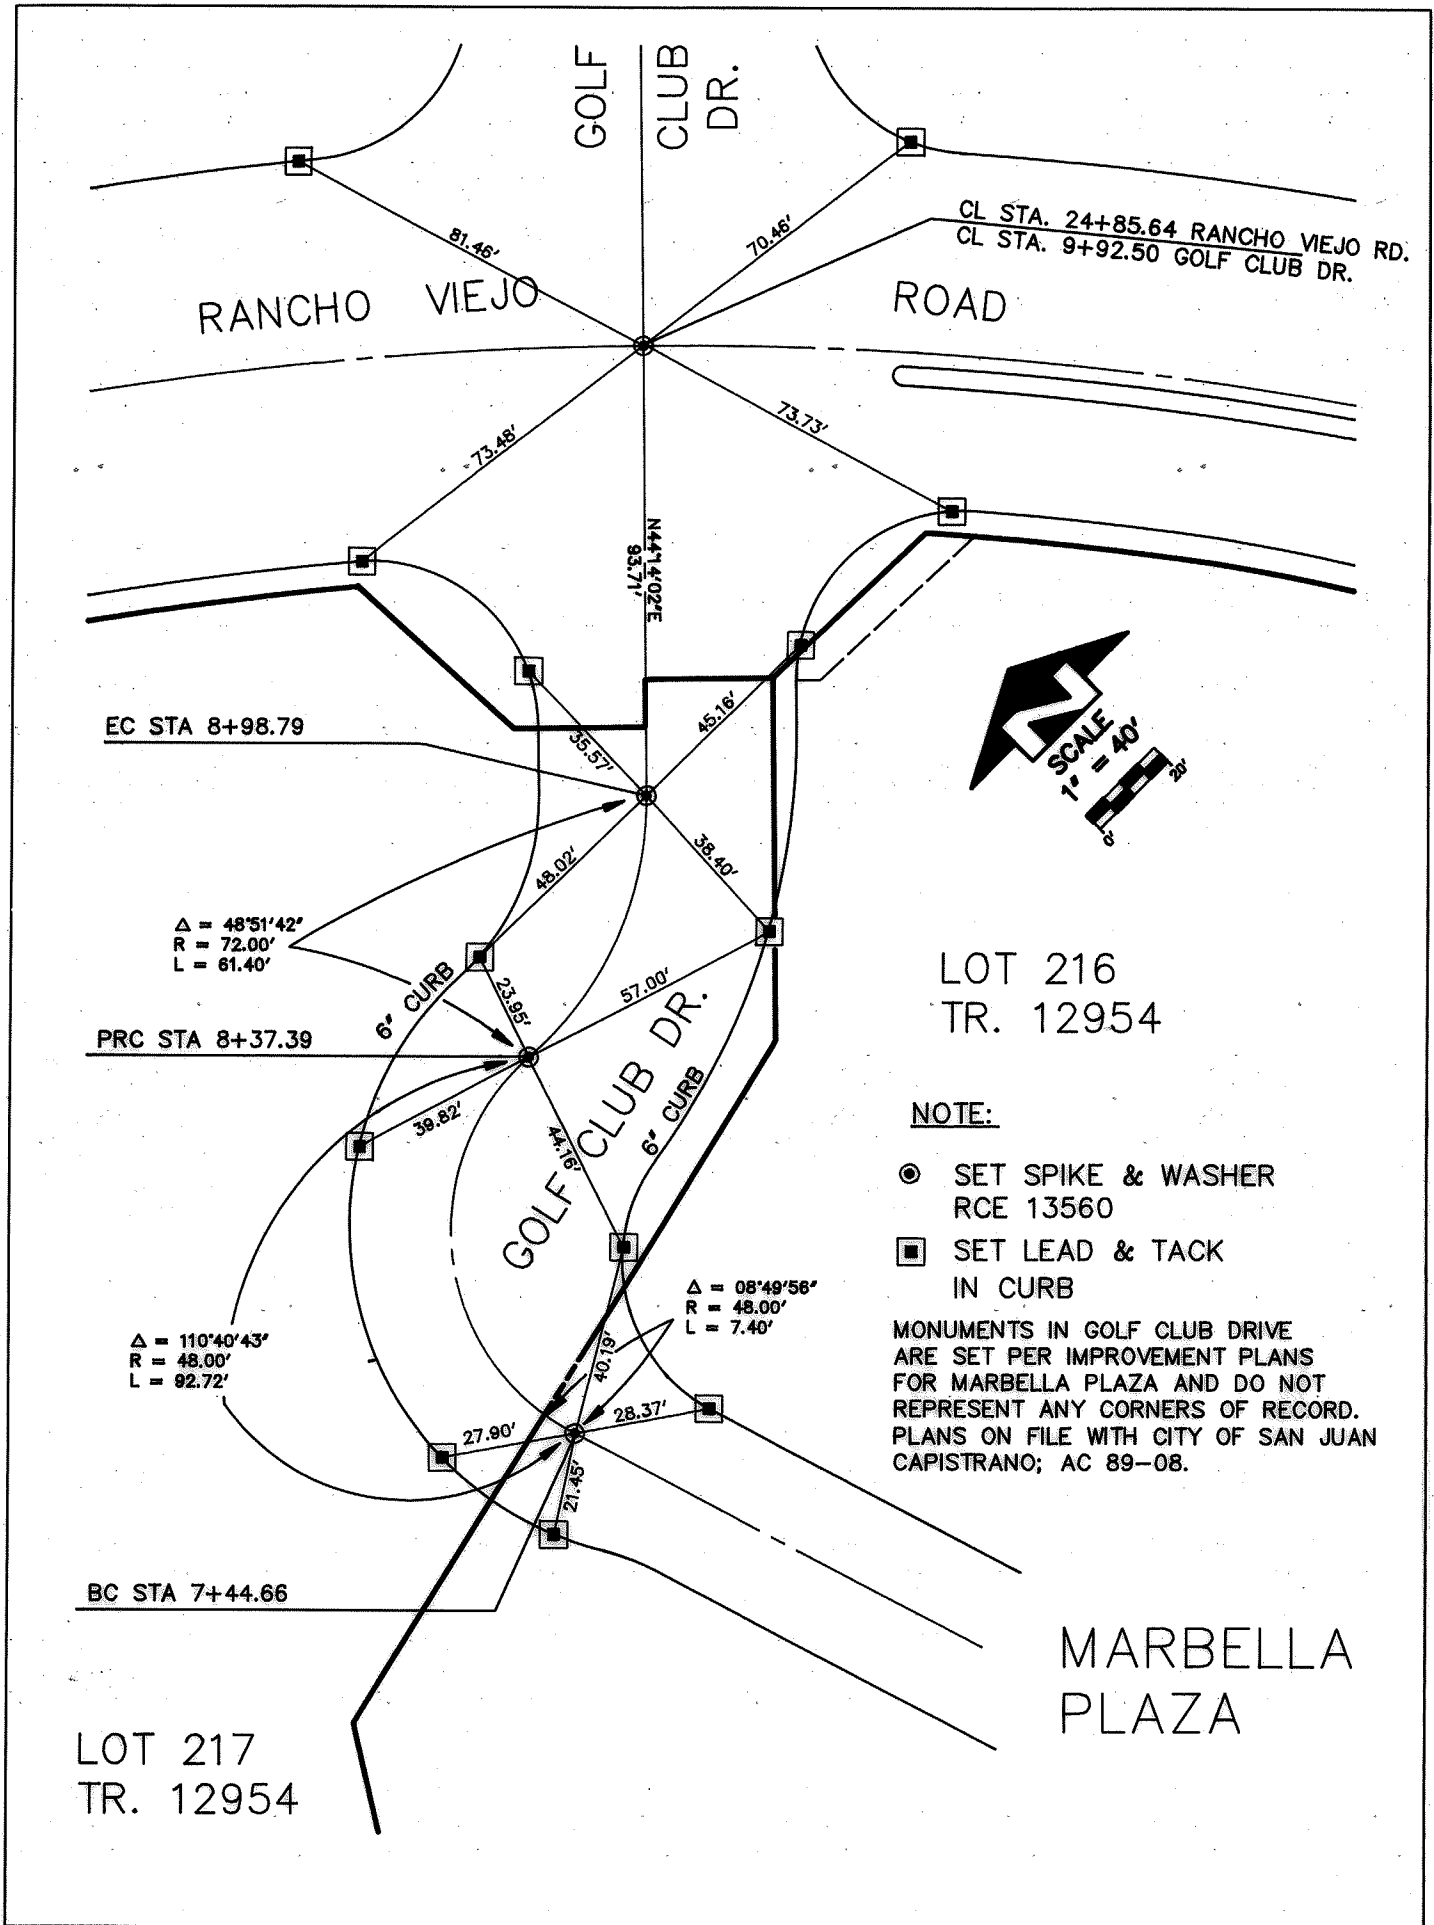 GOLF
CLUB
DR.
CL STA. 24+85.64 RANCHO VIEJO RD.
CL STA. 9+92.50 GOLF CLUB DR.
81.46'
70.46'
RANCHO VIEJO
ROAD
73.48'
73.73'
N44°14'02"E
93.71'
EC STA 8+98.79
35.57'
45.16'
N
SCALE
1" = 40'
0'
20'
48.02'
38.40'
Δ = 48°51'42"
R = 72.00'
L = 61.40'
6" CURB
23.95'
57.00'
LOT 216
TR. 12954
PRC STA 8+37.39
39.82'
44.16'
GOLF CLUB DR.
6" CURB
NOTE:
SET SPIKE & WASHER
RCE 13560
SET LEAD & TACK
IN CURB
Δ = 08°49'56"
R = 48.00'
L = 7.40'
Δ = 110°40'43"
R = 48.00'
L = 92.72'
MONUMENTS IN GOLF CLUB DRIVE
ARE SET PER IMPROVEMENT PLANS
FOR MARBELLA PLAZA AND DO NOT
REPRESENT ANY CORNERS OF RECORD.
PLANS ON FILE WITH CITY OF SAN JUAN
CAPISTRANO; AC 89-08.
40.19'
27.90'
28.37'
21.45'
BC STA 7+44.66
MARBELLA
PLAZA
LOT 217
TR. 12954